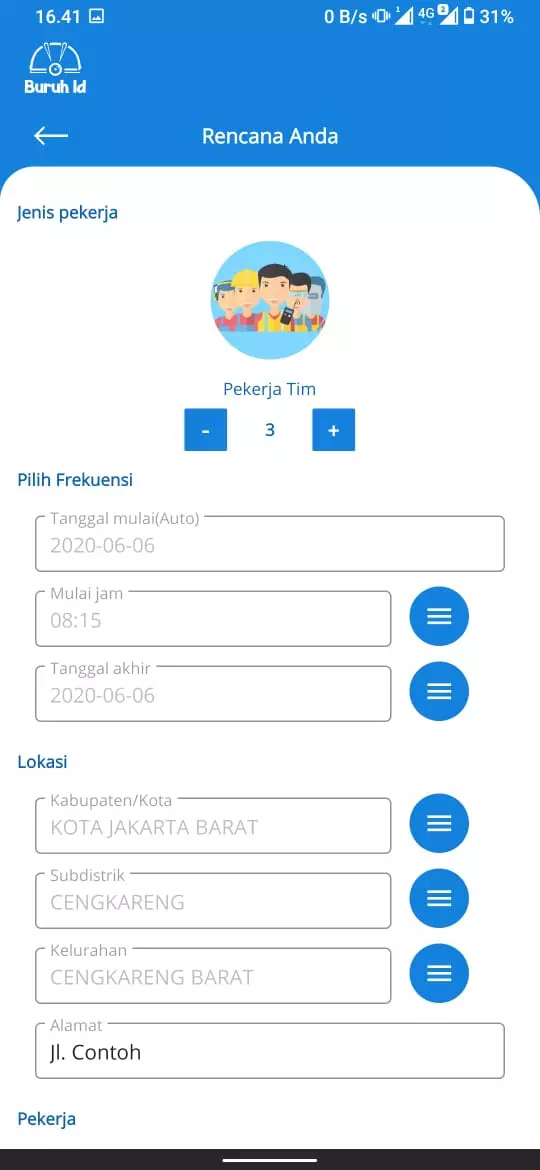 16.41
0 B/s 1 4G 2 31%
Buruh Id
Rencana Anda
Jenis pekerja
Pekerja Tim
- 3 +
Pilih Frekuensi
Tanggal mulai(Auto)
2020-06-06
Mulai jam
08:15
Tanggal akhir
2020-06-06
Lokasi
Kabupaten/Kota
KOTA JAKARTA BARAT
Subdistrik
CENGKARENG
Kelurahan
CENGKARENG BARAT
Alamat
Jl. Contoh
Pekerja